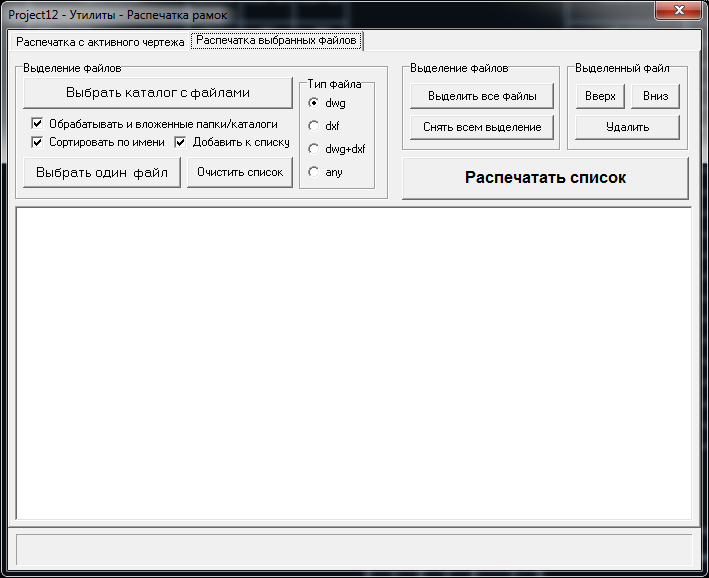 Project12 - Утилиты - Распечатка рамок
Распечатка с активного чертежа
Распечатка выбранных файлов
Выделение файлов
Выбрать каталог с файлами
Обрабатывать и вложенные папки/каталоги
Сортировать по имени
Добавить к списку
Выбрать один файл
Очистить список
Тип файла
dwg
dxf
dwg+dxf
any
Выделение файлов
Выделить все файлы
Снять всем выделение
Выделенный файл
Вверх
Вниз
Удалить
Распечатать список